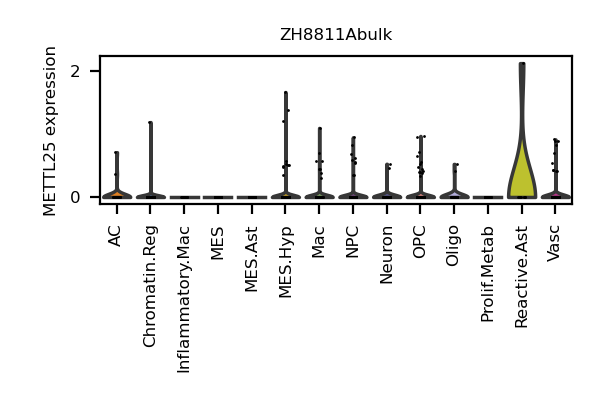 ZH8811Abulk
METTL25 expression
2
0
AC
Chromatin.Reg
Inflammatory.Mac
MES
MES.Ast
MES.Hyp
Mac
NPC
Neuron
OPC
Oligo
Prolif.Metab
Reactive.Ast
Vasc